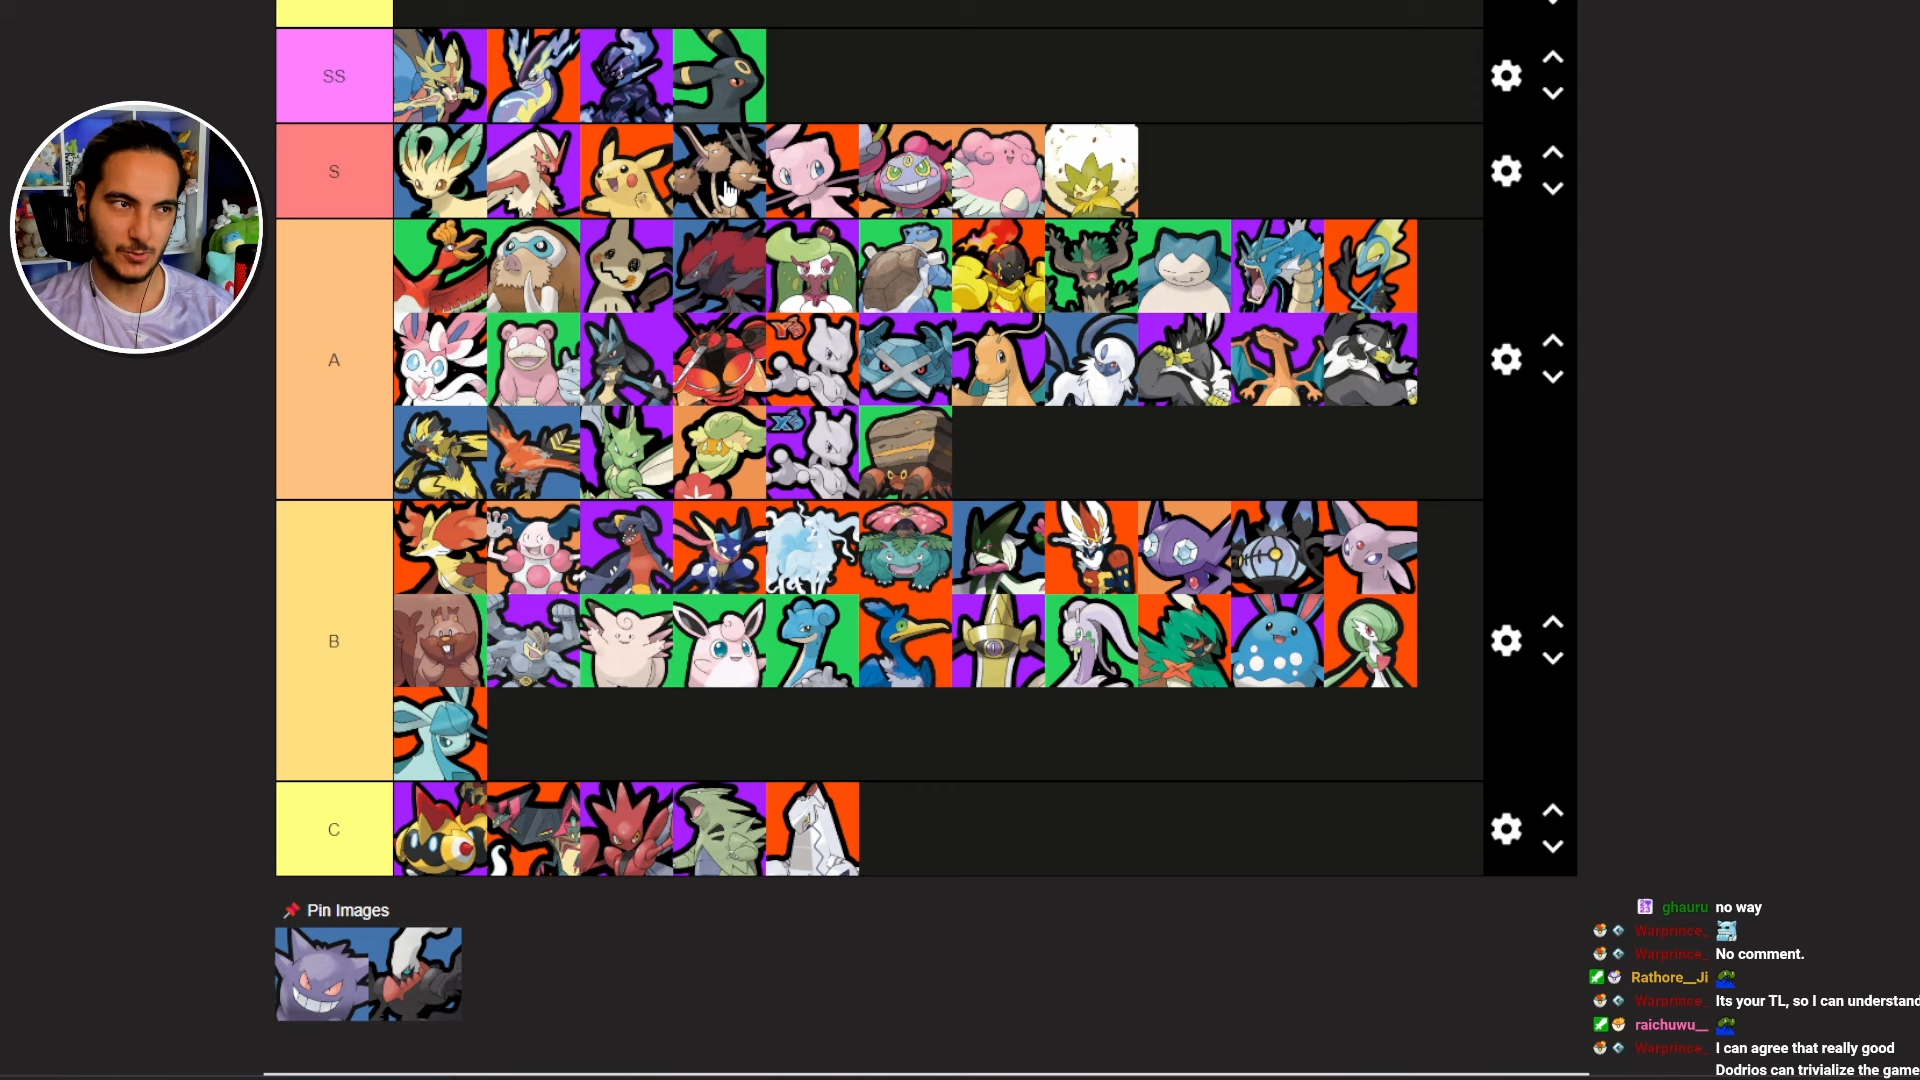 SS
S
A
Y
X
B
C
Pin Images
ghauru no way
Warprince_
Warprince_ No comment.
Rathore__Ji
Warprince_ Its your TL, so I can understand
raichuwu__
Warprince_ I can agree that really good
Dodrios can trivialize the game